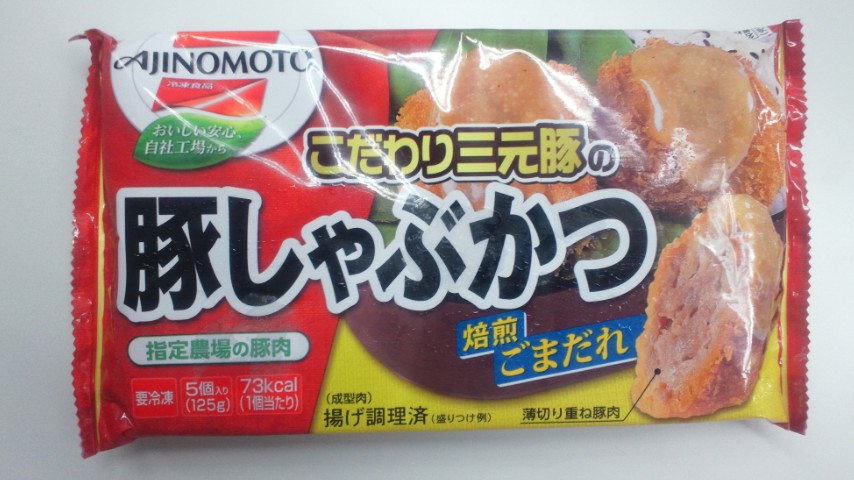 AJINOMOTO
冷凍食品
おいしい安心、
自社工場から
こだわり三元豚の
豚しゃぶかつ
焙煎
ごまだれ
指定農場の豚肉
要冷凍
5個入り
(125g)
73kcal
(1個当たり)
(成型肉)
揚げ調理済(盛りつけ例)
薄切り重ね豚肉